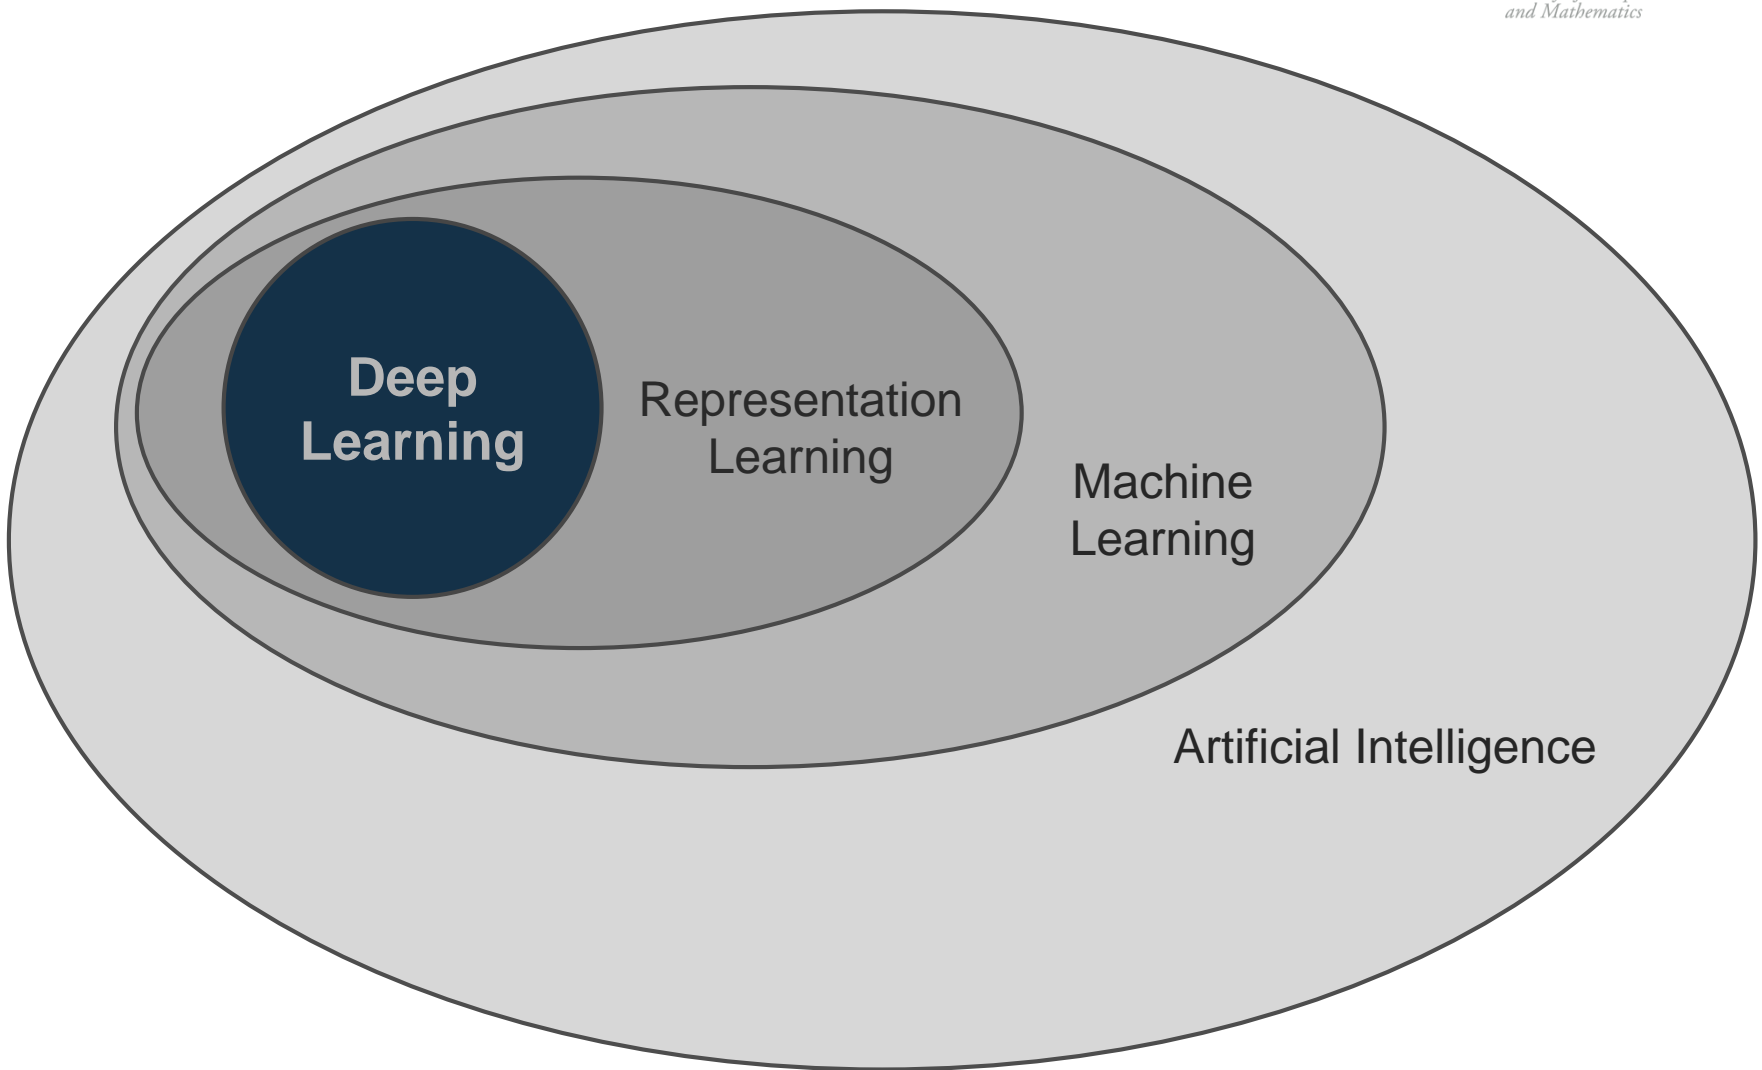 and Mathematics
Deep
Learning
Representation
Learning
Machine
Learning
Artificial Intelligence